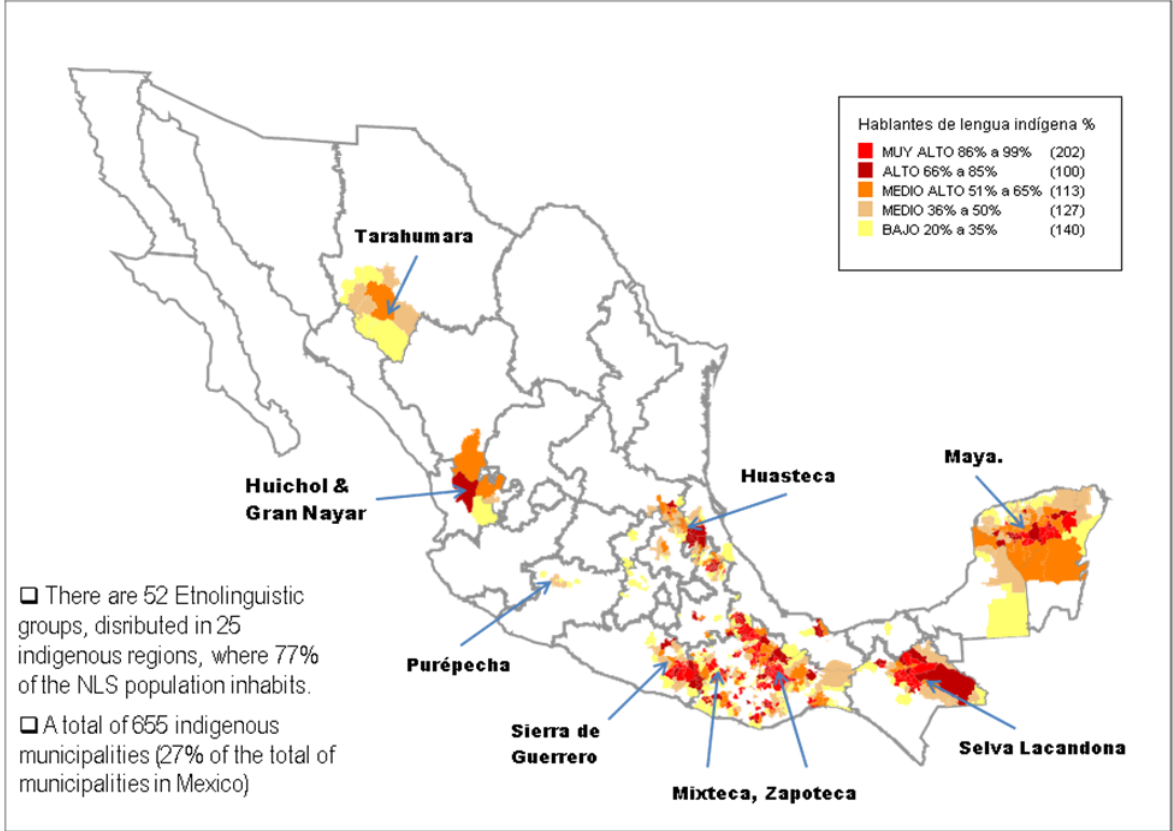 Hablantes de lengua indígena %
MUY ALTO 86% a 99% (202)
ALTO 66% a 85% (100)
MEDIO ALTO 51% a 65% (113)
MEDIO 36% a 50% (127)
BAJO 20% a 35% (140)
Tarahumara
Huichol &
Gran Nayar
Huasteca
Maya.
Purépecha
Sierra de
Guerrero
Mixteca, Zapoteca
Selva Lacandona
❑ There are 52 Etnolinguistic
groups, disributed in 25
indigenous regions, where 77%
of the NLS population inhabits.
❑ A total of 655 indigenous
municipalities (27% of the total of
municipalities in Mexico)